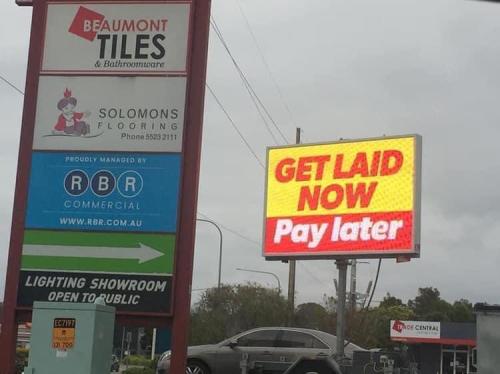 BEAUMONT
TILES
& Bathroomware
SOLOMONS
FLOORING
Phone 5523 2111
PROUDLY MANAGED BY
RBR
COMMERCIAL
WWW.RBR.COM.AU
LIGHTING SHOWROOM
OPEN TO PUBLIC
GET LAID
NOW
Pay later
TRADE CENTRAL